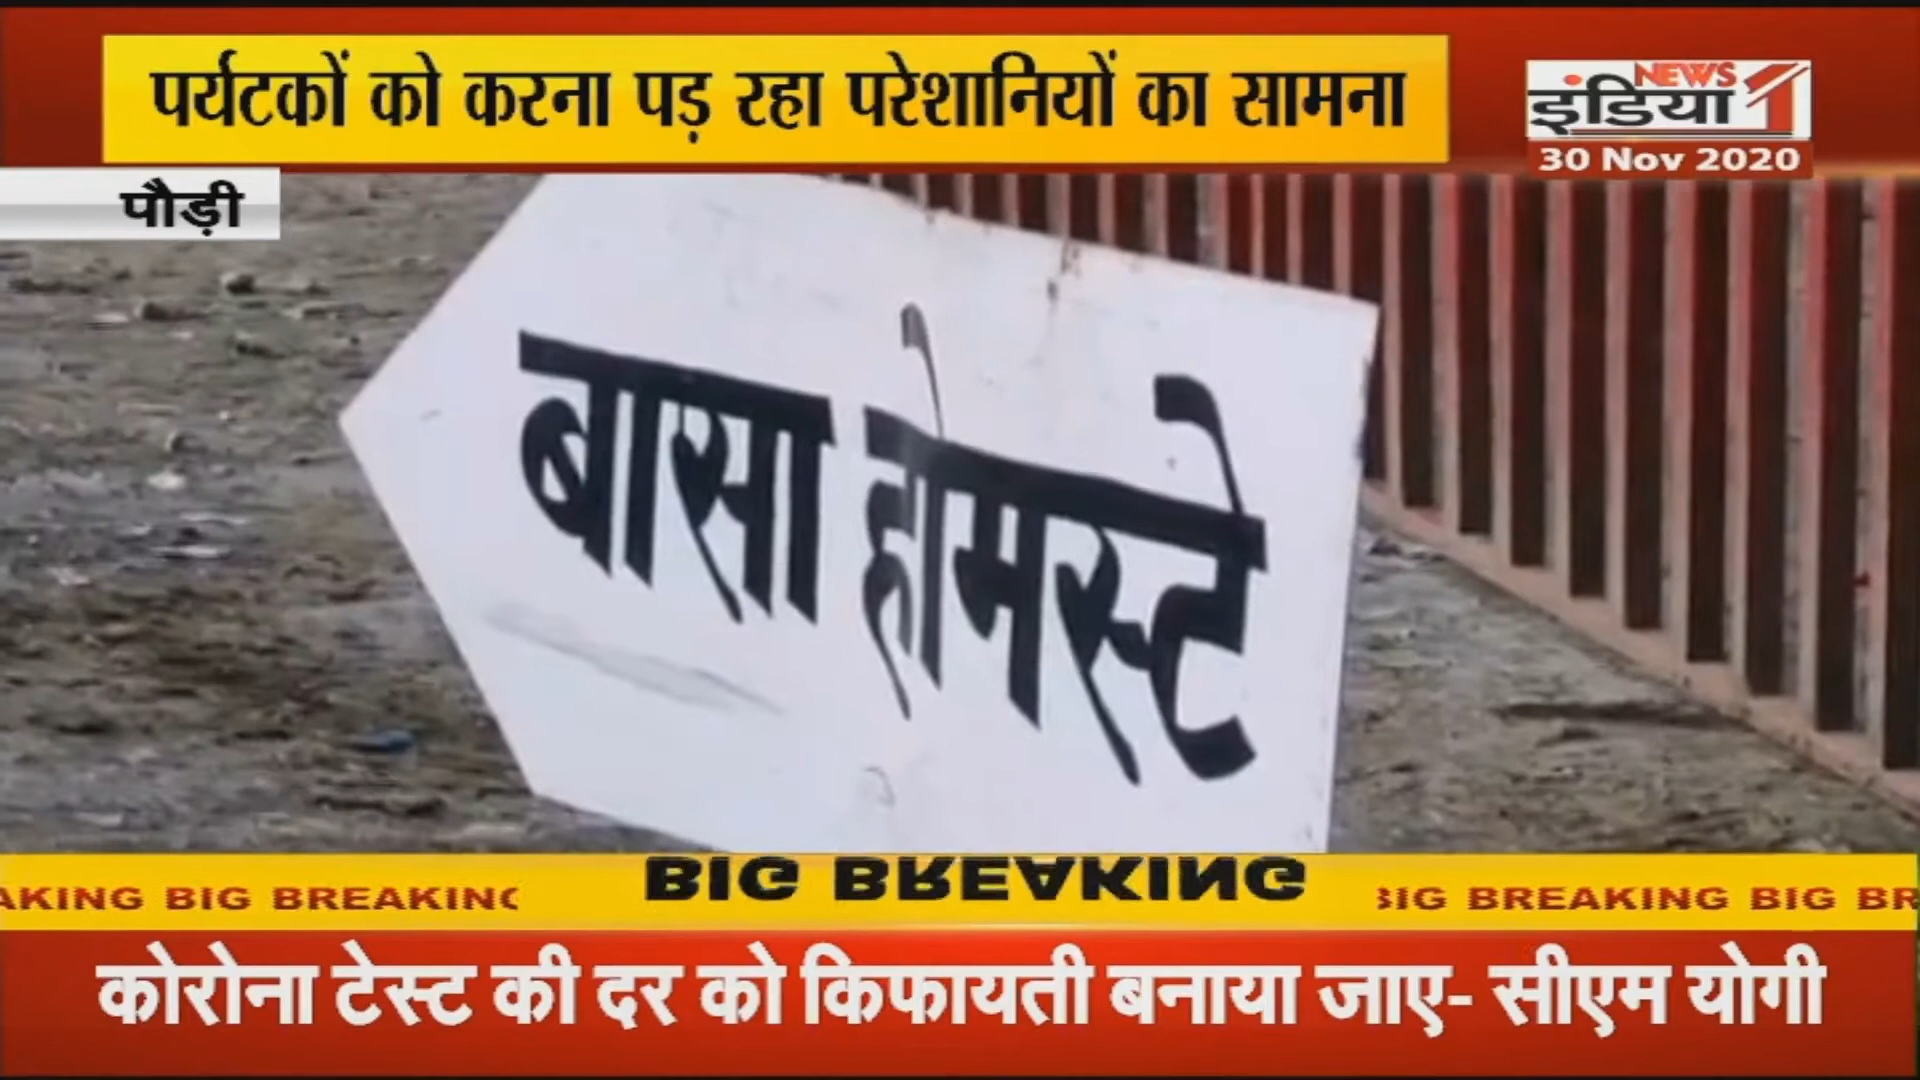 पर्यटकों को करना पड़ रहा परेशानियों का सामना
NEWS
इंडिया 1
30 Nov 2020
पौड़ी
बासा होमस्टे
BIG BREAKING
AKING BIG BREAKING
BIG BREAKING BIG BR
कोरोना टेस्ट की दर को किफायती बनाया जाए- सीएम योगी